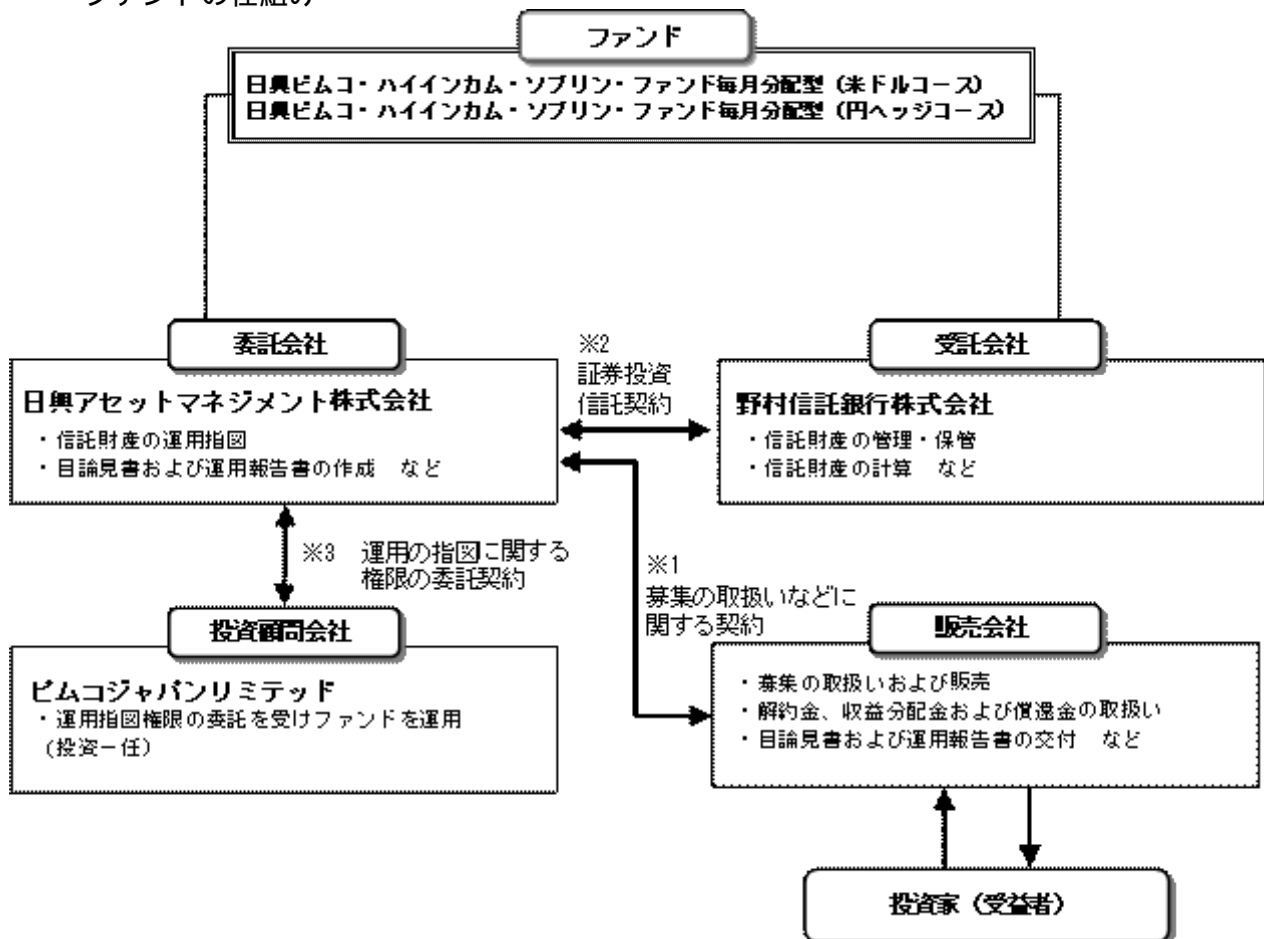 ファンドの仕組み
ファンド
日興ピムコ・ハイインカム・ソブリン・ファンド毎月分配型（米ドルコース）
日興ピムコ・ハイインカム・ソブリン・ファンド毎月分配型（円ヘッジコース）
委託会社
日興アセットマネジメント株式会社
・信託財産の運用指図
・目論見書および運用報告書の作成　など
※2
証券投資
信託契約
受託会社
野村信託銀行株式会社
・信託財産の管理・保管
・信託財産の計算　など
※3　運用の指図に関する
権限の委託契約
※1
募集の取扱いなどに
関する契約
投資顧問会社
ピムコジャパンリミテッド
・運用指図権限の委託を受けファンドを運用
(投資一任）
販売会社
・募集の取扱いおよび販売
・解約金、収益分配金および償還金の取扱い
・目論見書および運用報告書の交付　など
投資家（受益者）